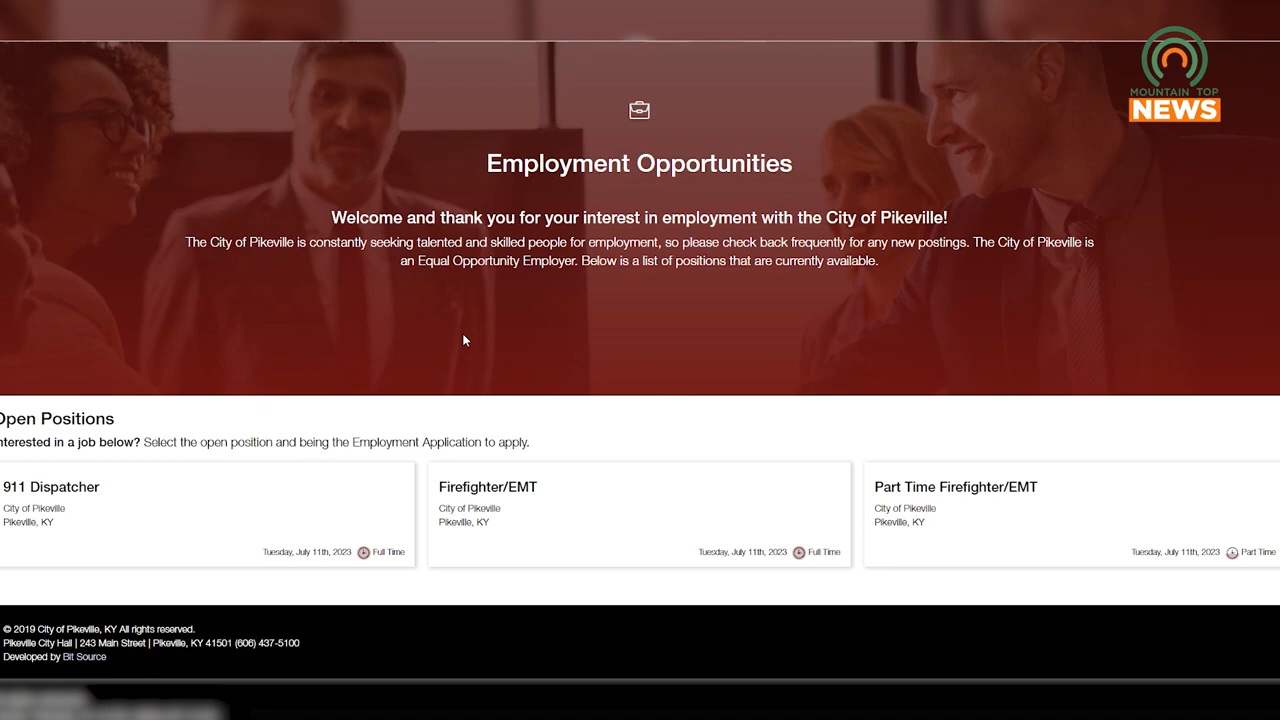 MOUNTAIN TOP
NEWS
Employment Opportunities
Welcome and thank you for your interest in employment with the City of Pikeville!
The City of Pikeville is constantly seeking talented and skilled people for employment, so please check back frequently for any new postings. The City of Pikeville is
an Equal Opportunity Employer. Below is a list of positions that are currently available.
Open Positions
nterested in a job below? Select the open position and being the Employment Application to apply.
911 Dispatcher
City of Pikeville
Pikeville, KY
Tuesday, July 11th, 2023 Full Time
Firefighter/EMT
City of Pikeville
Pikeville, KY
Tuesday, July 11th, 2023 Full Time
Part Time Firefighter/EMT
City of Pikeville
Pikeville, KY
Tuesday, July 11th, 2023 Part Time
© 2019 City of Pikeville, KY All rights reserved.
Pikeville City Hall | 243 Main Street | Pikeville, KY 41501 (606) 437-5100
Developed by Bit Source